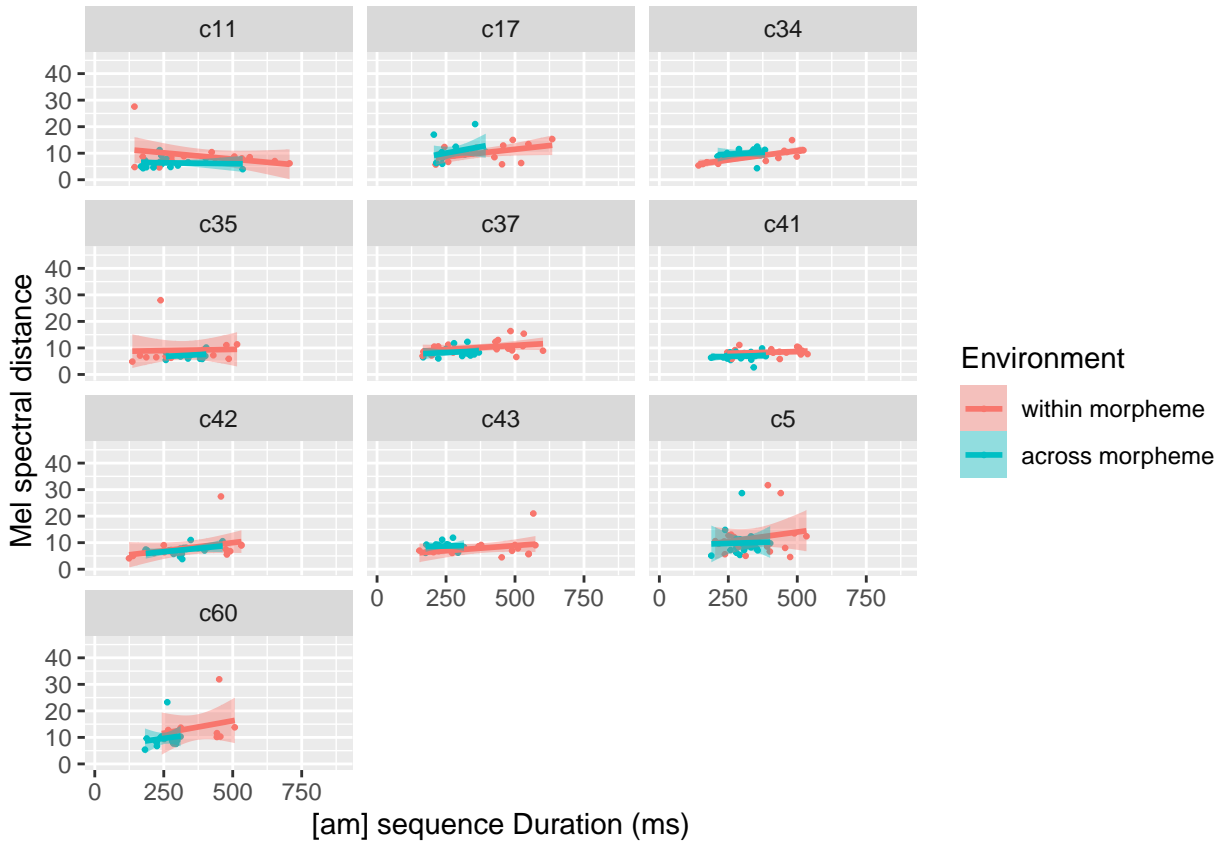 c11 c17 c34
40
30
20
10
0
c35 c37 c41
40
30
20
10
0
c42 c43 c5
40
30
20
10
0
0 250 500 750 0 250 500 750
c60
40
30
20
10
0
0 250 500 750
Mel spectral distance
[am] sequence Duration (ms)
Environment
within morpheme
across morpheme